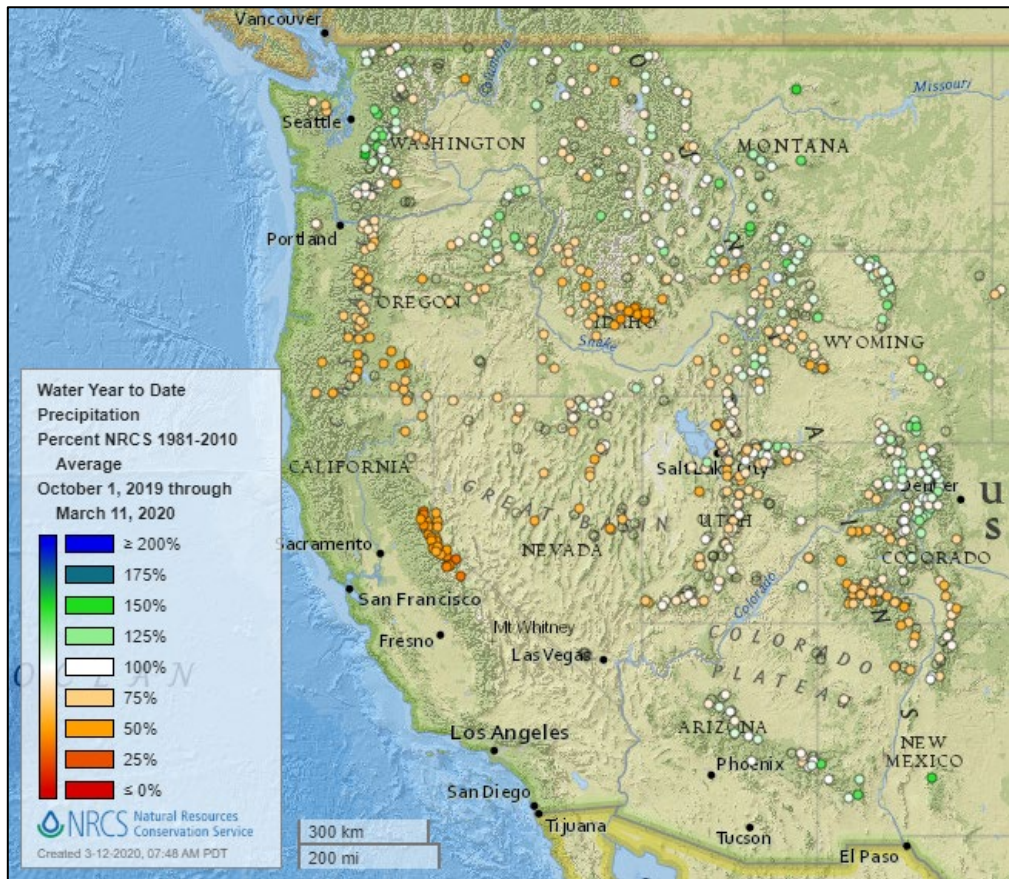 Vancouver
Columbia
Missouri
Seattle
WASHINGTON
MONTANA
Portland
OREGON
IDAHO
Snake
WYOMING
Water Year to Date
Precipitation
Percent NRCS 1981-2010
Average
October 1, 2019 through
March 11, 2020
≥ 200%
175%
150%
125%
100%
75%
50%
25%
≤ 0%
NRCS Natural Resources
Conservation Service
Created 3-12-2020, 07:48 AM PDT
CALIFORNIA
Salt Lake City
GREAT BASIN
Denver
US
UTAH
NEVADA
Sacramento
COLORADO
Colorado
San Francisco
Mt Whitney
Fresno
Las Vegas
COLORADO
PLATEAU
Los Angeles
ARIZONA
NEW
MEXICO
Phoenix
San Diego
Tijuana
Tucson
El Paso
300 km
200 mi